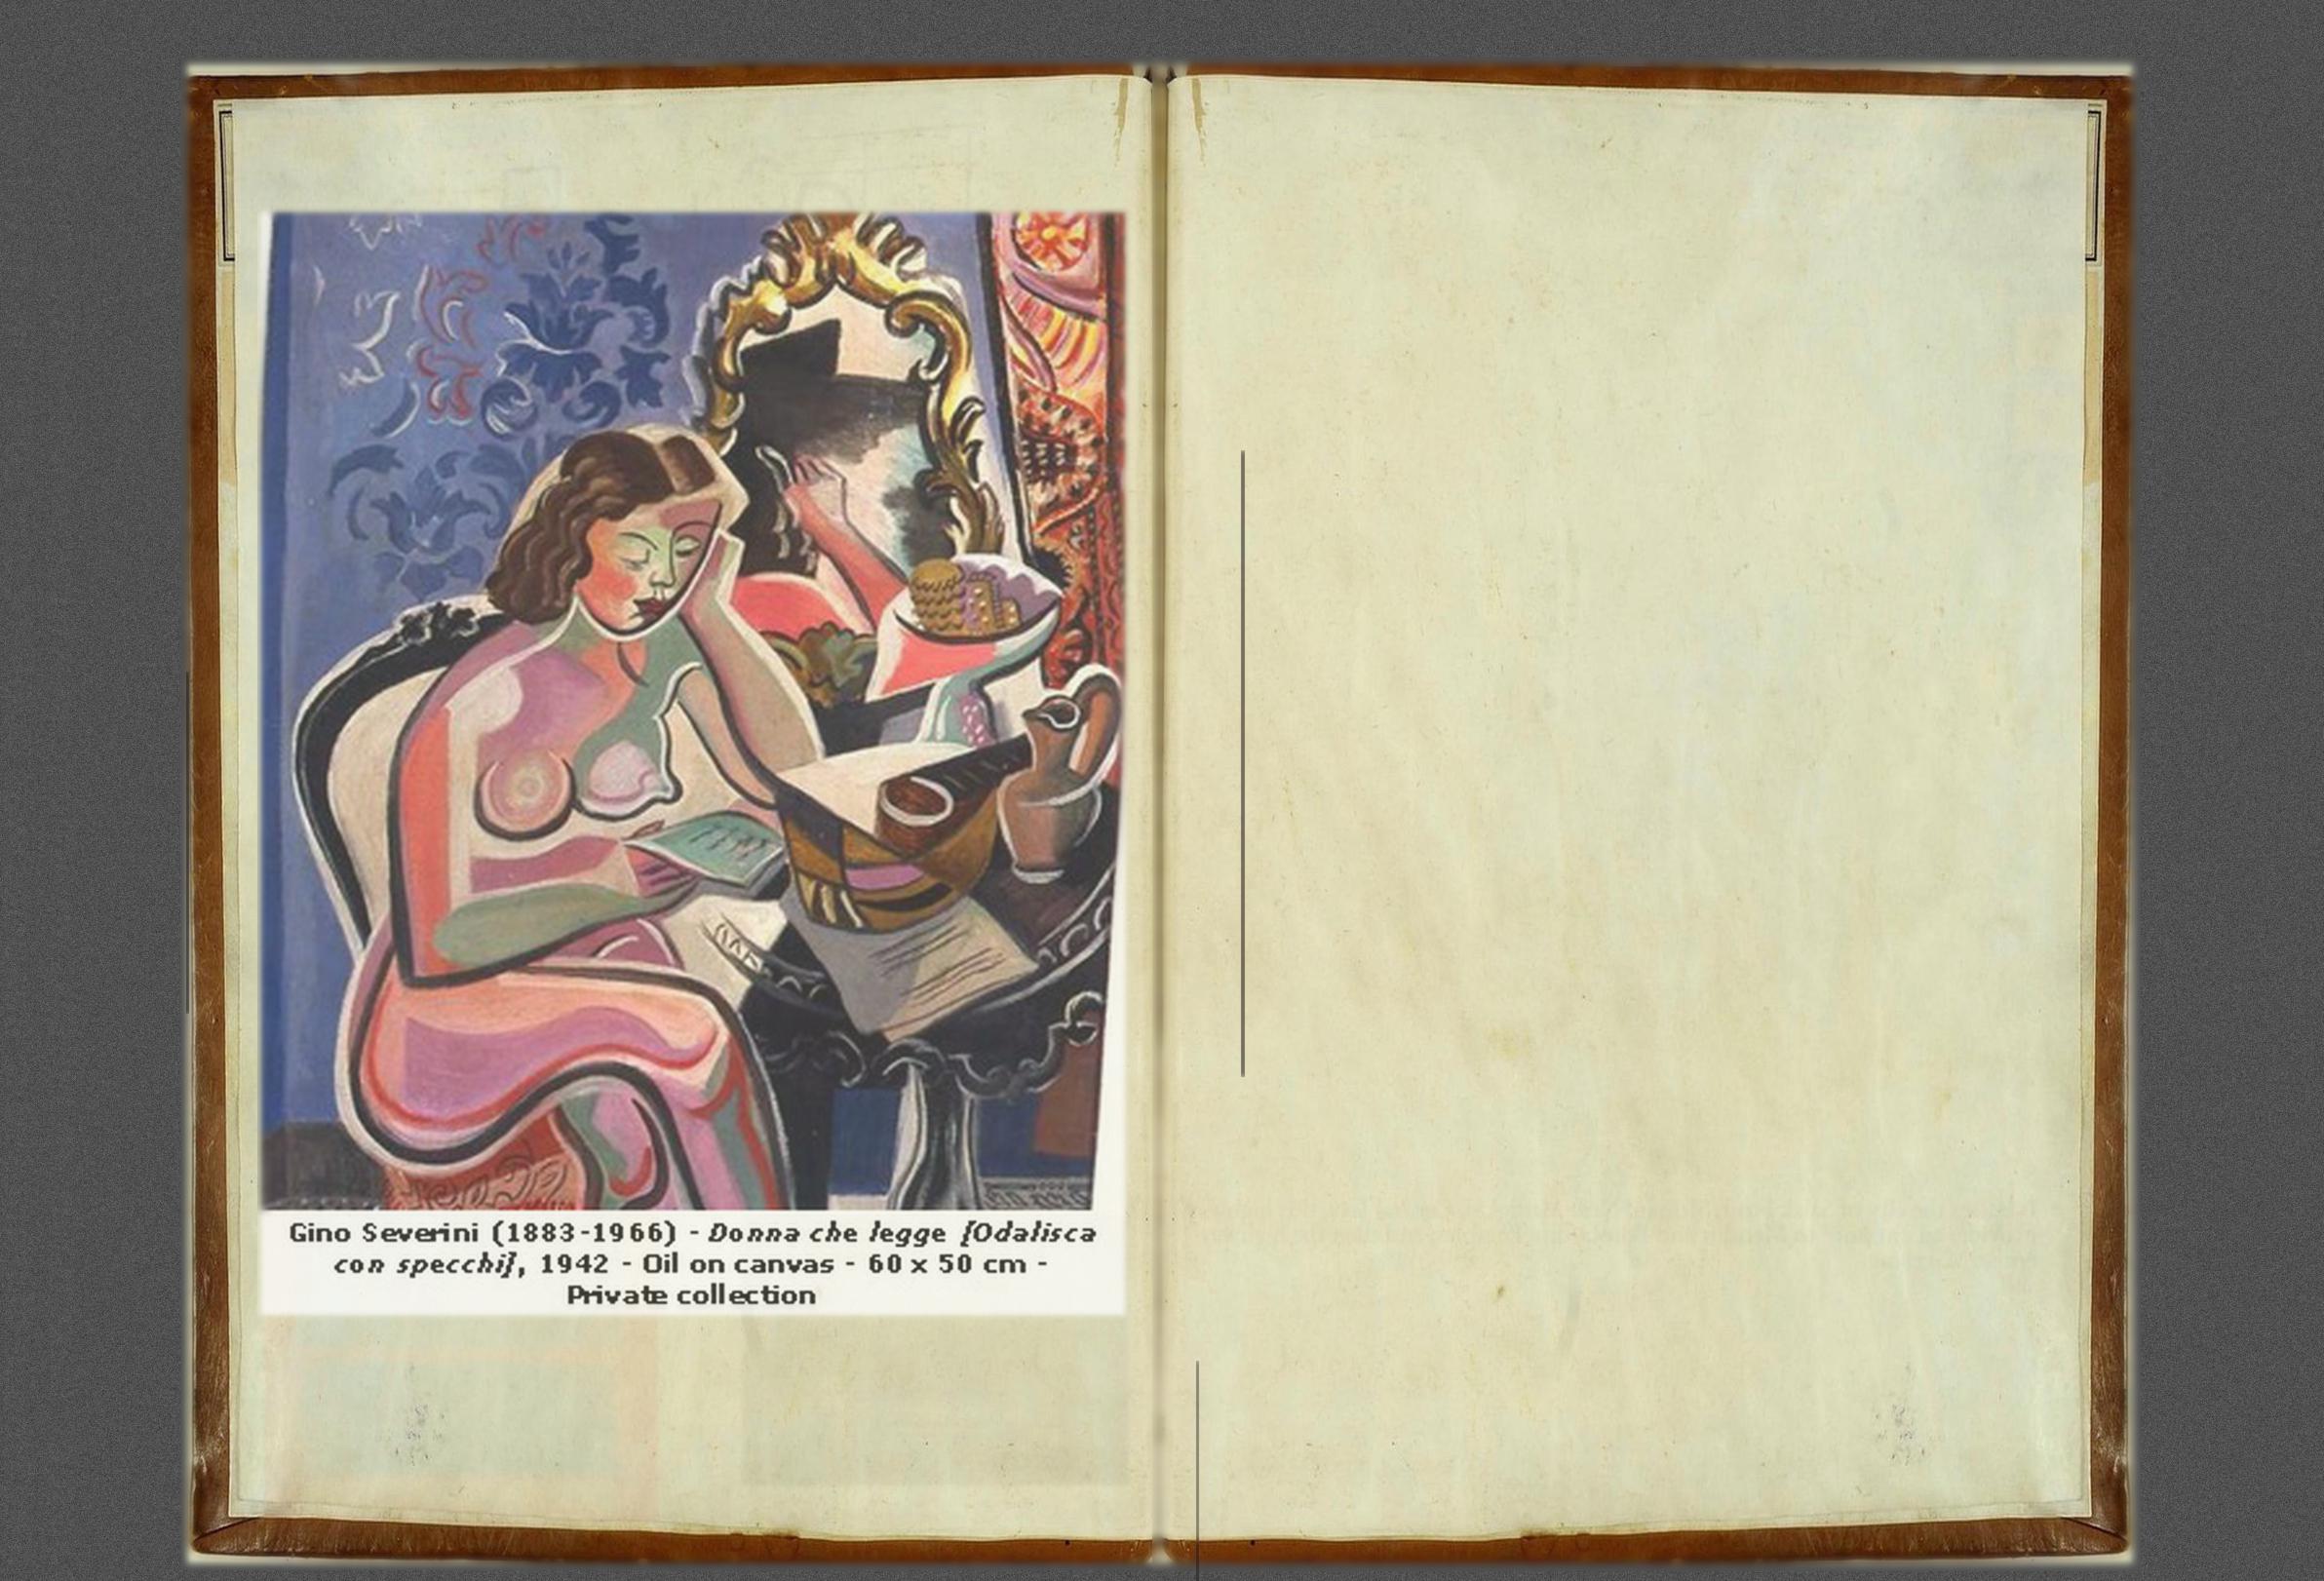 Gino Severini (1883-1966) - Donna che legge [Odalisca
con specchi], 1942 - Oil on canvas - 60 x 50 cm -
Private collection